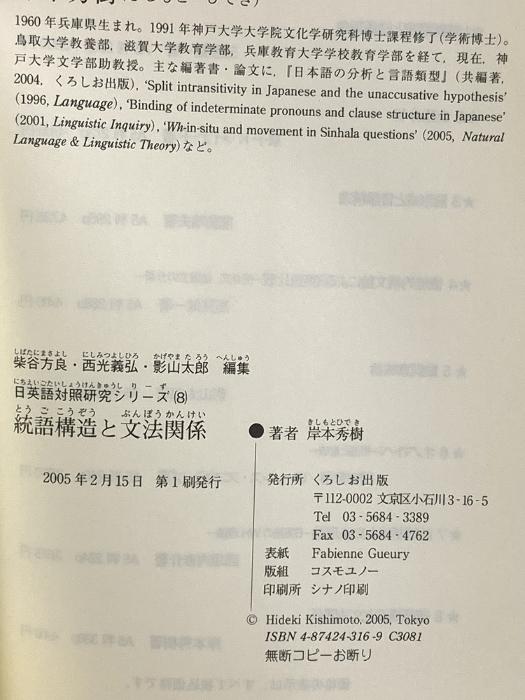 1960年兵庫県生まれ。1991年神戸大学大学院文化学研究科博士課程修了(学術博士)。
鳥取大学教養部，滋賀大学教育学部，兵庫教育大学学校教育学部を経て，現在，神
戸大学文学部助教授。主な編著書・論文に，『日本語の分析と言語類型』(共編著，
2004，くろしお出版)，'Split intransitivity in Japanese and the unaccusative hypothesis'
(1996, Language)，'Binding of indeterminate pronouns and clause structure in Japanese'
(2001, Linguistic Inquiry)，'Wh-in-situ and movement in Sinhala questions' (2005, Natural
Language & Linguistic Theory)など。
しばたにまさよし にしみつよしひろ かげやま たろう へんしゅう
柴谷方良・西光義弘・影山太郎 編集
にちえいごたいしょうけんきゅうしりーず
日英語対照研究シリーズ(8)
とうごこうぞう ぶんぽうかんけい
統語構造と文法関係
2005年2月15日 第1刷発行
きしもとひでき
●著者 岸本秀樹
発行所 くろしお出版
〒112-0002 文京区小石川3-16-5
Tel 03-5684-3389
Fax 03-5684-4762
表紙 Fabienne Gueury
版組 コスモユノー
印刷所 シナノ印刷
© Hideki Kishimoto, 2005, Tokyo
ISBN 4-87424-316-9 C3081
無断コピーお断り